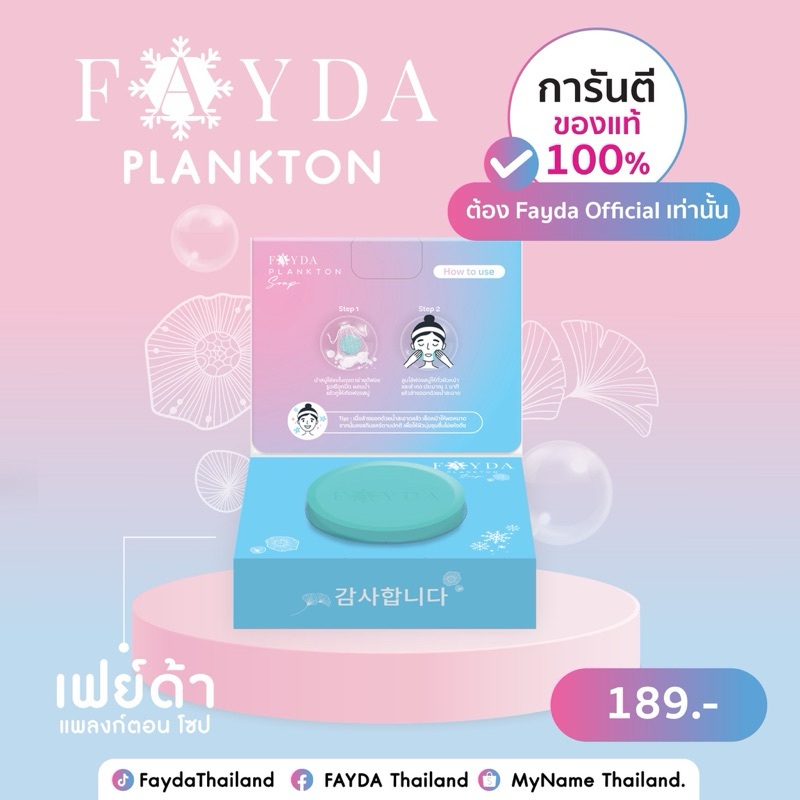 FAYDA
PLANKTON
การันตี
ของแท้
100%
ต้อง Fayda Official เท่านั้น
FAYDA
PLANKTON
Soap
How to use
Step 1
Step 2
FAYDA
PLANKTON
Soap
FAYDA
감사합니다
เฟย์ด้า
แพลงก์ตอน โซป
189.-
FaydaThailand
FAYDA Thailand
MyName Thailand.